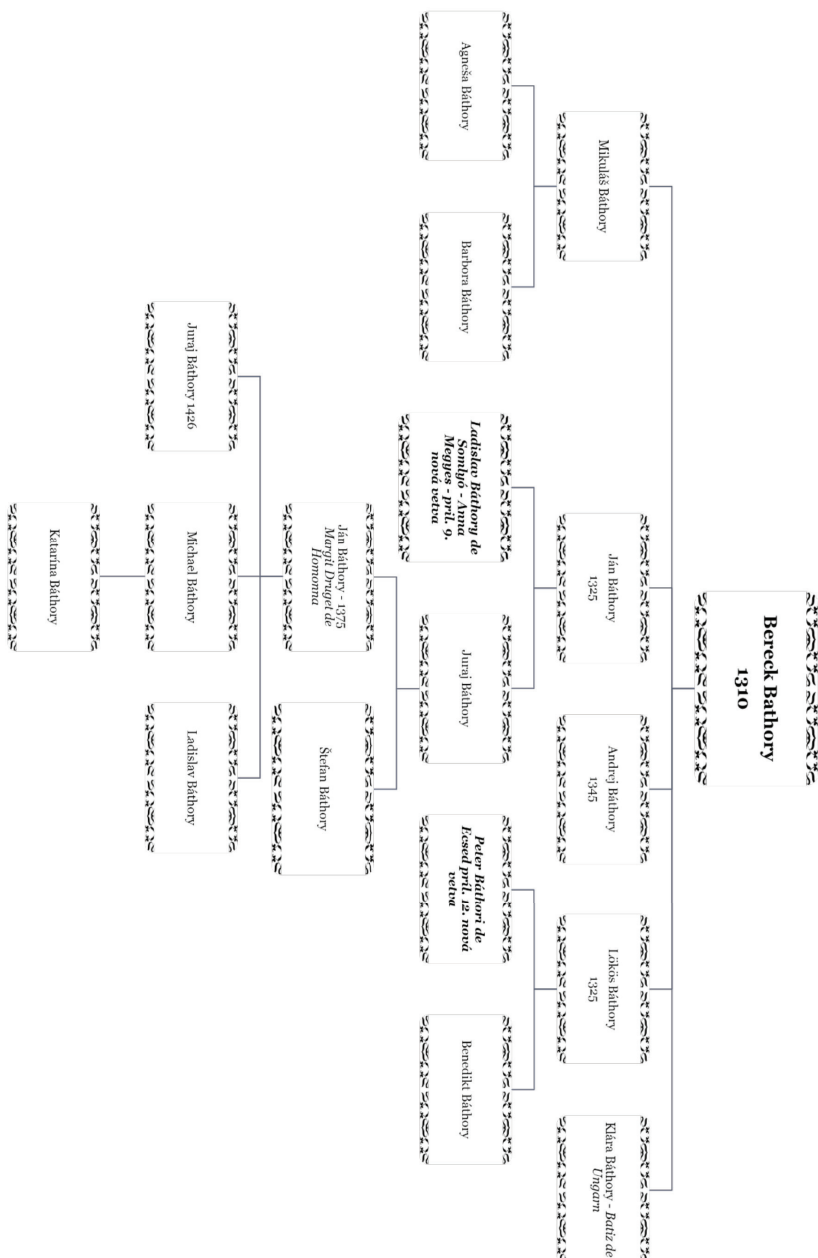 Bereck Bathory
1310
Mikuláš Báthory
Ján Báthory
1325
Andrej Báthory
1345
Lökös Báthory
1325
Klára Báthory - Batiz de
Ungarn
Agneša Báthory
Barbora Báthory
Ladislav Báthory de
Somlyó - Anna
Megyes - príl. 9.
nová vetva
Juraj Báthory
Peter Báthori de
Ecsed príl. 12. nová
vetva
Benedikt Báthory
Ján Báthory - 1375
Margit Druget de
Homonna
Štefan Báthory
Juraj Báthory 1426
Michael Báthory
Ladislav Báthory
Katarína Báthory